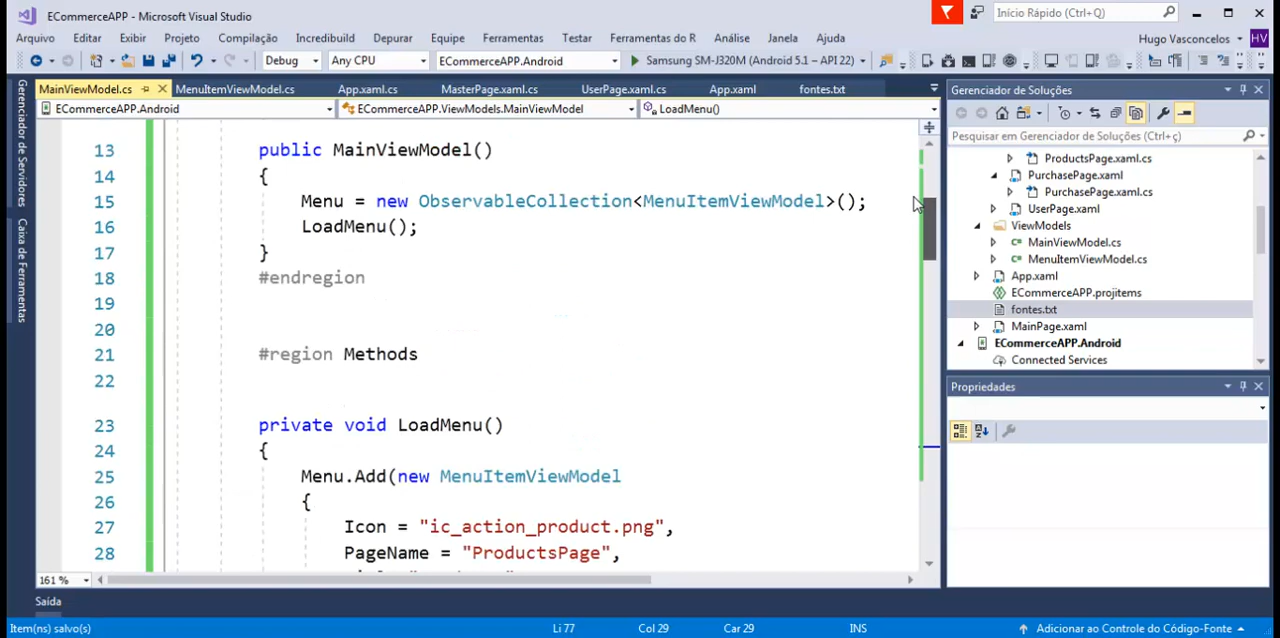 ECommerceAPP - Microsoft Visual Studio
Início Rápido (Ctrl+Q)
Arquivo Editar Exibir Projeto Compilação Incredibuild Depurar Equipe Ferramentas Testar Ferramentas do R Análise Janela Ajuda
Hugo Vasconcelos HV
Debug Any CPU ECommerceAPP.Android Samsung SM-J320M (Android 5.1 – API 22)
MainViewModel.cs MenuItemViewModel.cs App.xaml.cs MasterPage.xaml.cs UserPage.xaml.cs App.xaml fontes.txt
ECommerceAPP.Android ECommerceAPP.ViewModels.MainViewModel LoadMenu()
Gerenciador de Servidores
Caixa de Ferramentas
13 public MainViewModel()
14 {
15 Menu = new ObservableCollection<MenuItemViewModel>();
16 LoadMenu();
17 }
18 #endregion
19
20
21 #region Methods
22
23 private void LoadMenu()
24 {
25 Menu.Add(new MenuItemViewModel
26 {
27 Icon = "ic_action_product.png",
28 PageName = "ProductsPage",
161 %
Gerenciador de Soluções
Pesquisar em Gerenciador de Soluções (Ctrl+ç)
ProductsPage.xaml.cs
PurchasePage.xaml
PurchasePage.xaml.cs
UserPage.xaml
ViewModels
MainViewModel.cs
MenuItemViewModel.cs
App.xaml
ECommerceAPP.projitems
fontes.txt
MainPage.xaml
ECommerceAPP.Android
Connected Services
Propriedades
Saída
Item(ns) salvo(s) Li 77 Col 29 Car 29 INS Adicionar ao Controle do Código-Fonte